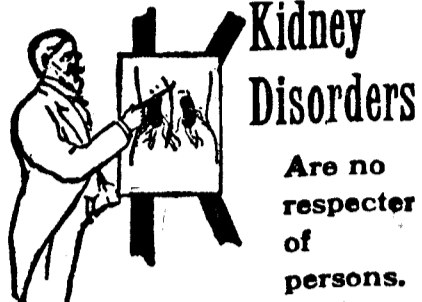 Kidney
Disorders
Are no
respecter
of
persons.